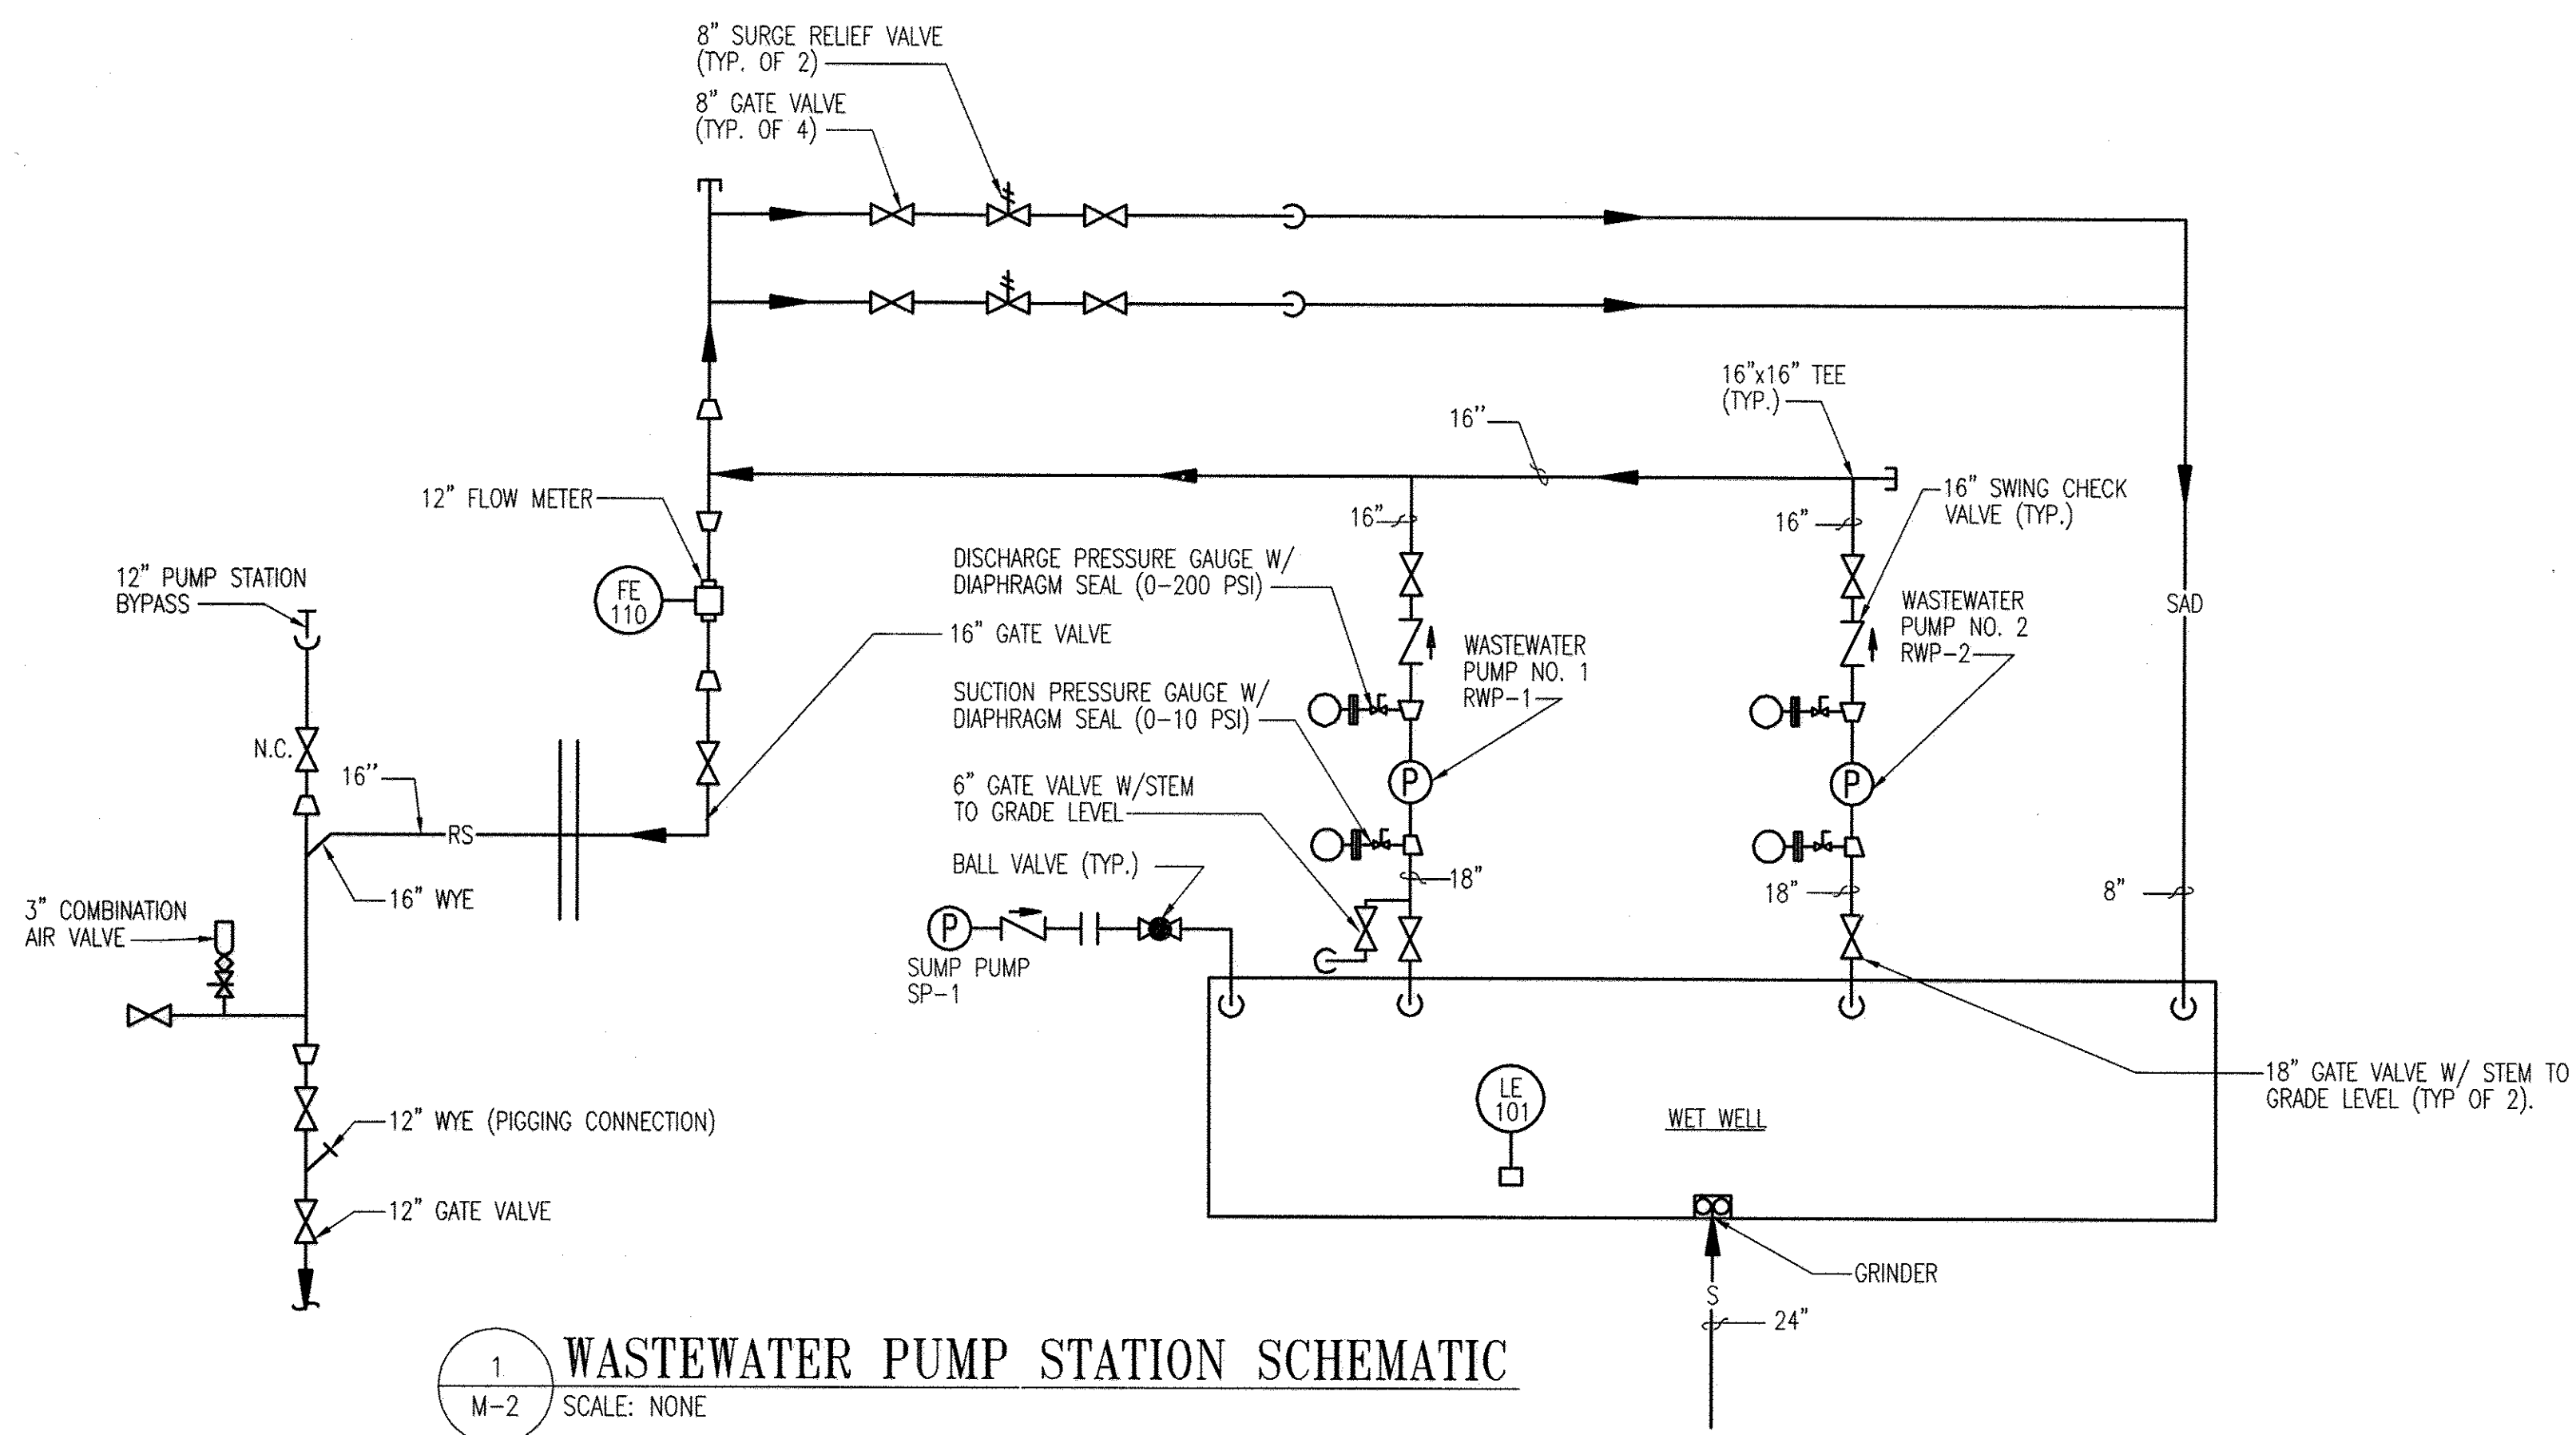 8" SURGE RELIEF VALVE
(TYP. OF 2)
8" GATE VALVE
(TYP. OF 4)
16"x16" TEE
(TYP.)
16"
12" FLOW METER
16" SWING CHECK
VALVE (TYP.)
16"
16"
DISCHARGE PRESSURE GAUGE W/
DIAPHRAGM SEAL (0-200 PSI)
12" PUMP STATION
BYPASS
FE
110
WASTEWATER
PUMP NO. 2
RWP-2
SAD
16" GATE VALVE
WASTEWATER
PUMP NO. 1
RWP-1
SUCTION PRESSURE GAUGE W/
DIAPHRAGM SEAL (0-10 PSI)
N.C.
16"
P
P
6" GATE VALVE W/STEM
TO GRADE LEVEL
RS
BALL VALVE (TYP.)
18"
18"
8"
16" WYE
3" COMBINATION
AIR VALVE
P
SUMP PUMP
SP-1
18" GATE VALVE W/ STEM TO
GRADE LEVEL (TYP OF 2).
LE
101
WET WELL
12" WYE (PIGGING CONNECTION)
12" GATE VALVE
GRINDER
S
24"
1
M-2
WASTEWATER PUMP STATION SCHEMATIC
SCALE: NONE